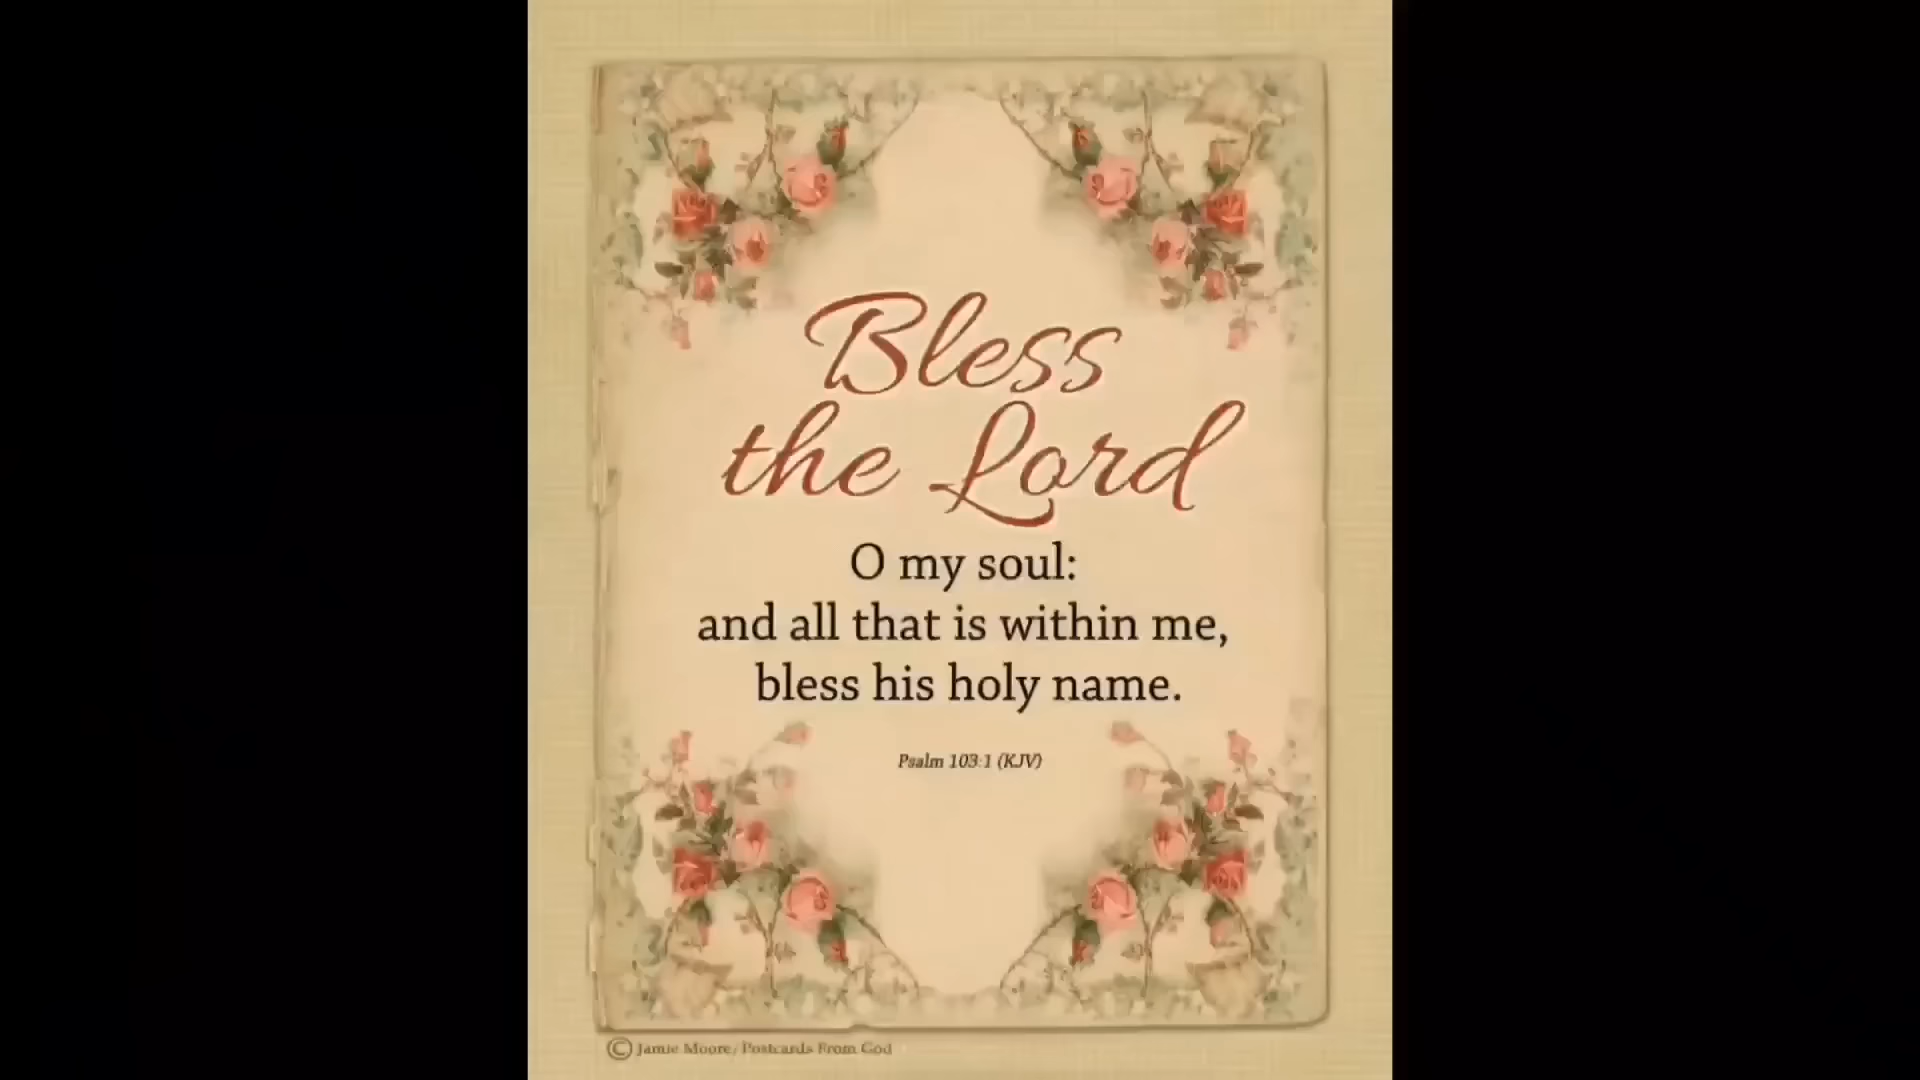 Bless
the Lord
O my soul:
and all that is within me,
bless his holy name.
Psalm 103:1 (KJV)
© Jamie Moore/Postcards From God